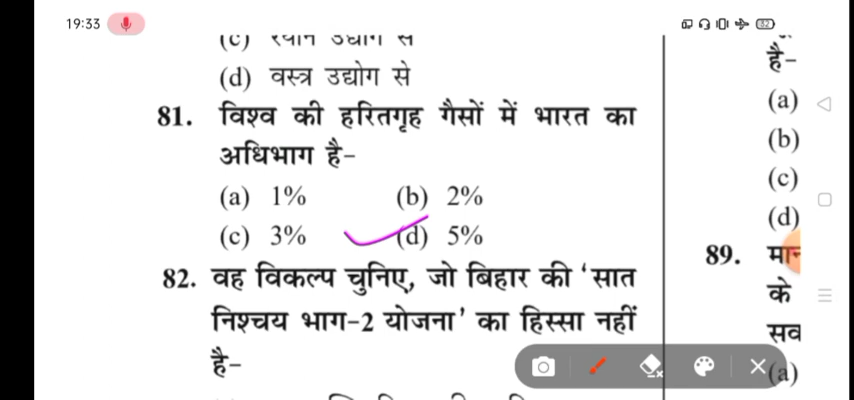 19:33
82
(d) वस्त्र उद्योग से
81. विश्व की हरितगृह गैसों में भारत का
अधिभाग है-
(a) 1% (b) 2%
(c) 3% (d) 5%
82. वह विकल्प चुनिए, जो बिहार की ‘सात
निश्चय भाग-2 योजना’ का हिस्सा नहीं
है-
है-
(a)
(b)
(c)
(d)
89.
के
(a)